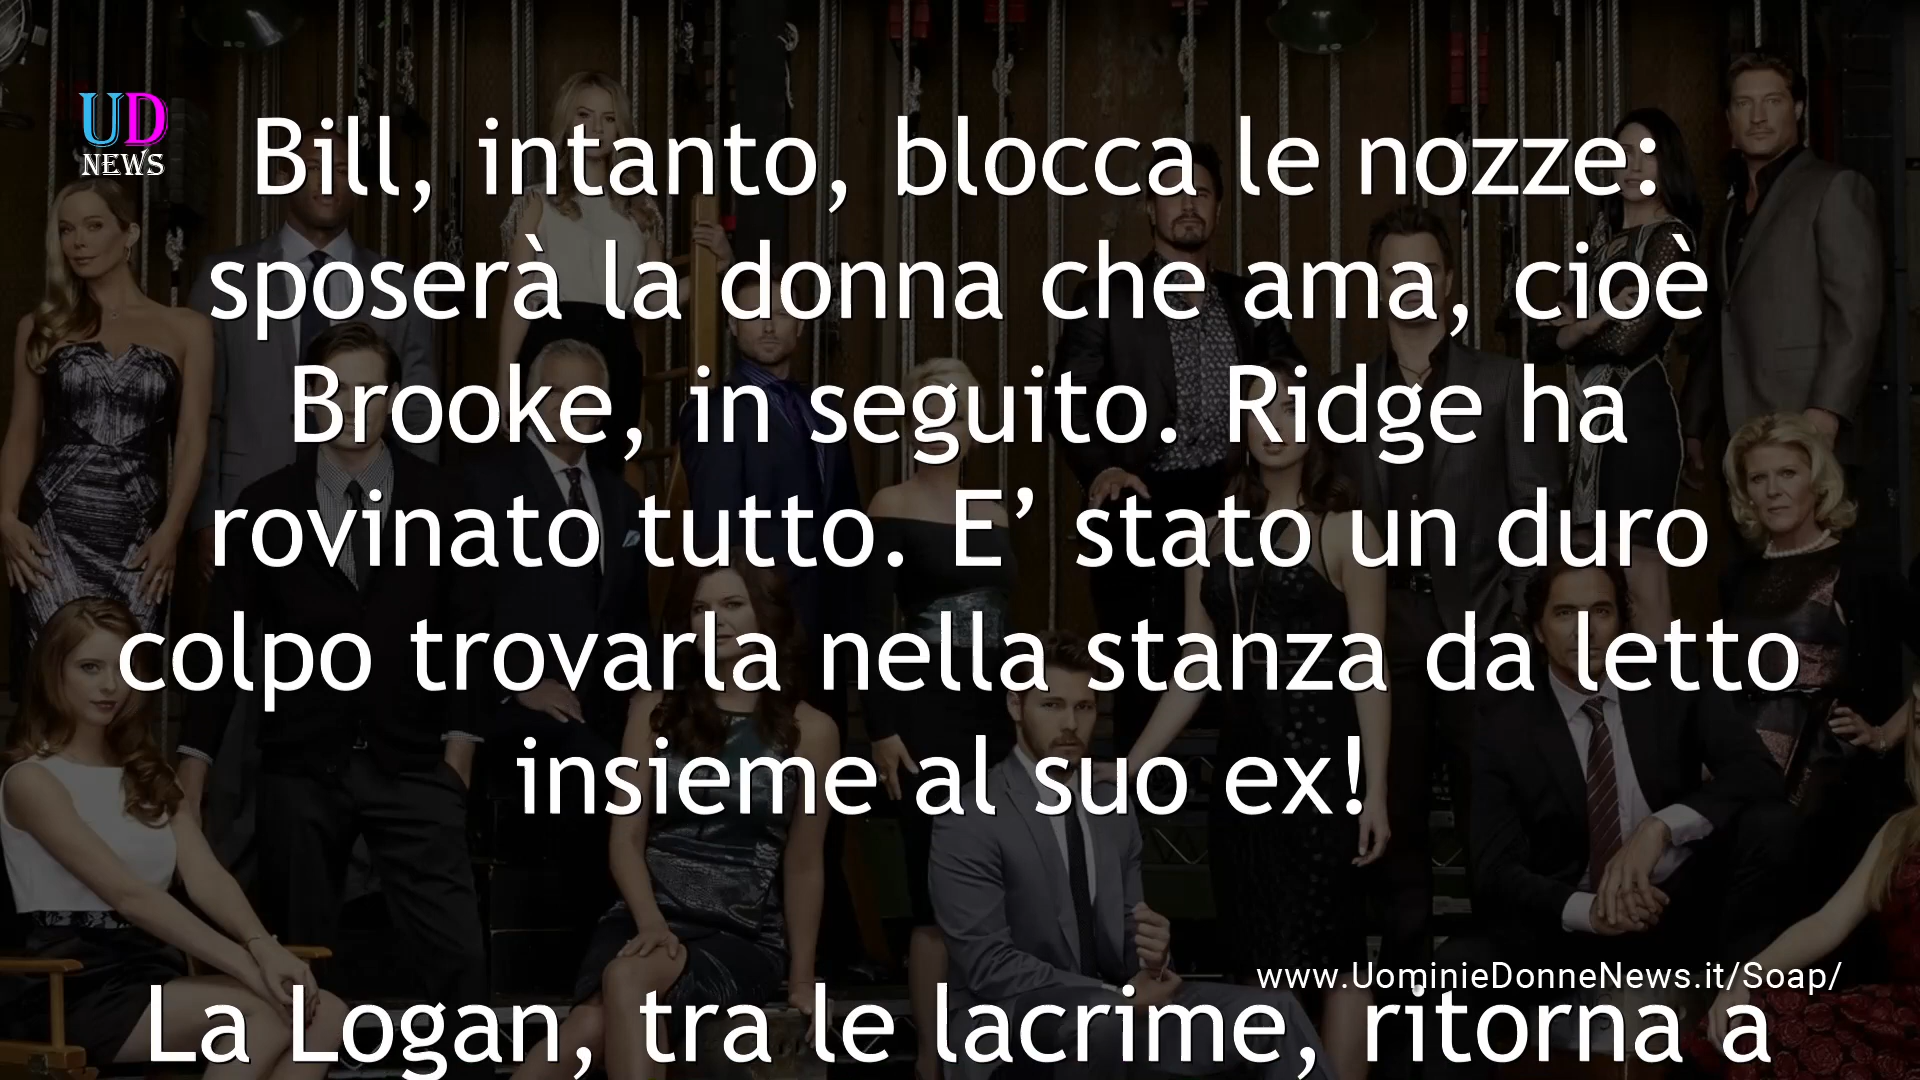 UD
NEWS
Bill, intanto, blocca le nozze:
sposerà la donna che ama, cioè
Brooke, in seguito. Ridge ha
rovinato tutto. E’ stato un duro
colpo trovarla nella stanza da letto
insieme al suo ex!
www.UominieDonneNews.it/Soap/
La Logan, tra le lacrime, ritorna a